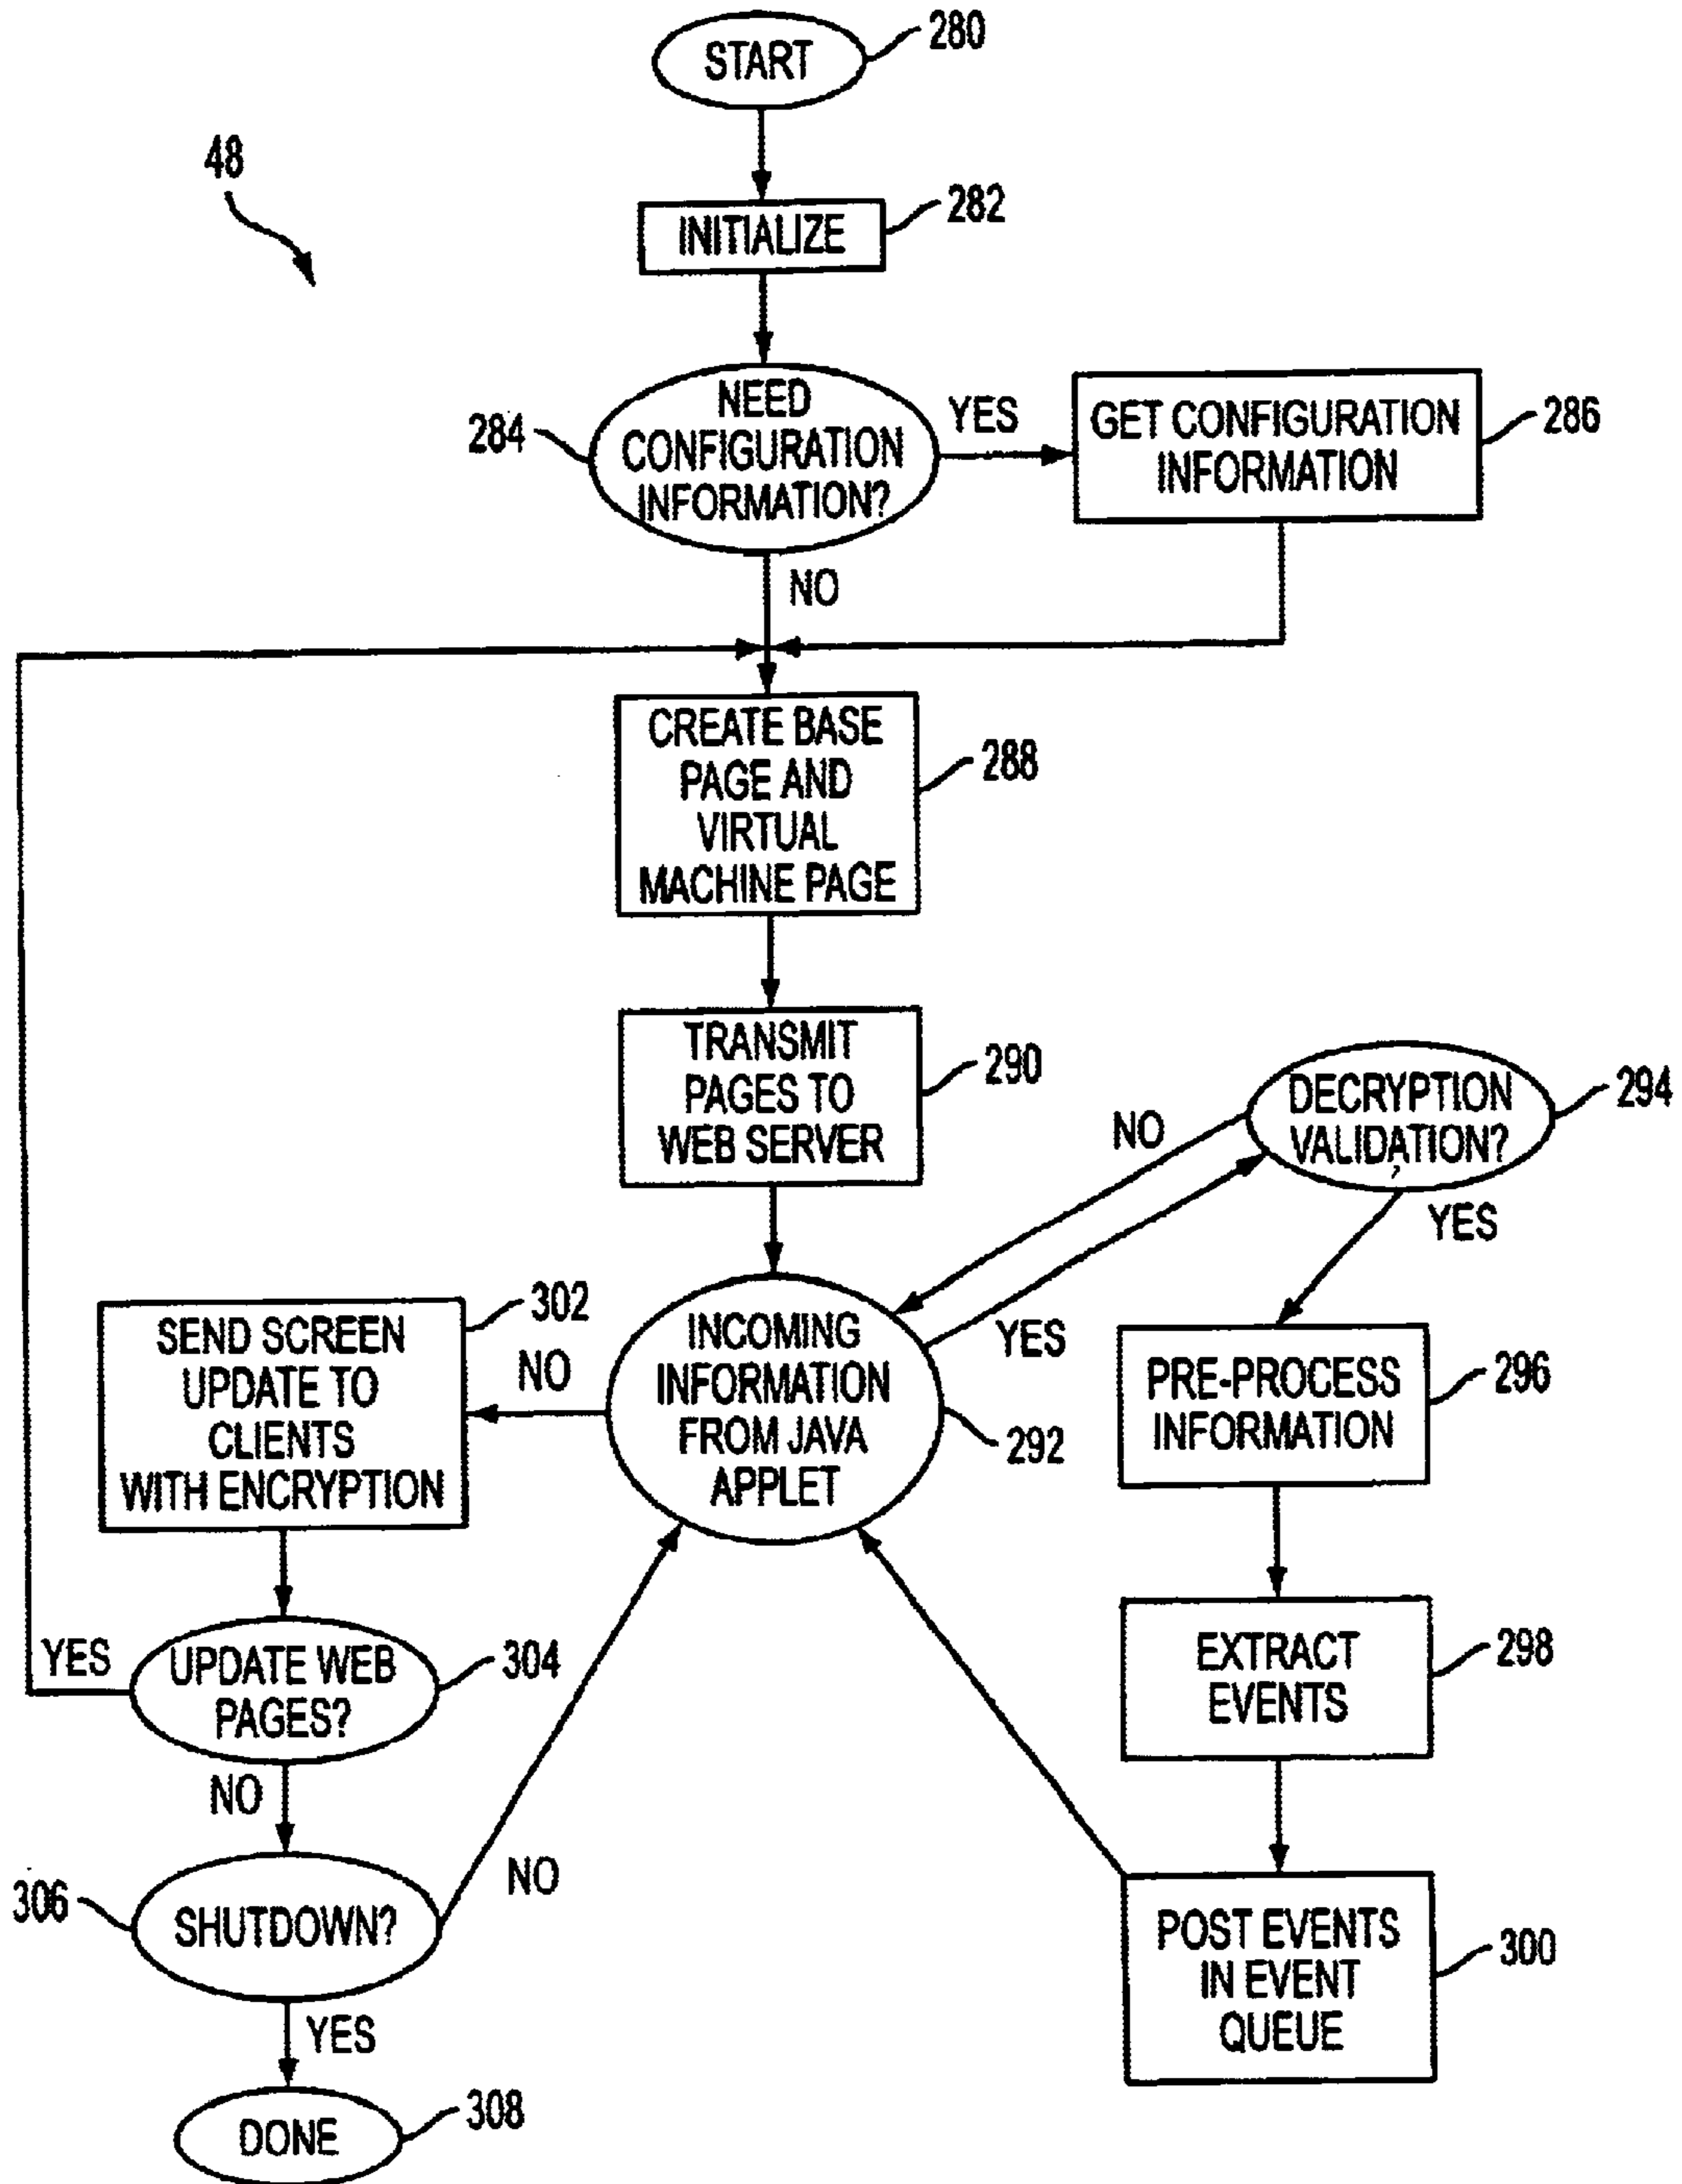 START
280
48
INITIALIZE
282
NEED
CONFIGURATION
INFORMATION?
284
YES
GET CONFIGURATION
INFORMATION
286
NO
CREATE BASE
PAGE AND
VIRTUAL
MACHINE PAGE
288
TRANSMIT
PAGES TO
WEB SERVER
290
DECRYPTION
VALIDATION?
294
NO
YES
YES
INCOMING
INFORMATION
FROM JAVA
APPLET
292
NO
SEND SCREEN
UPDATE TO
CLIENTS
WITH ENCRYPTION
302
PRE-PROCESS
INFORMATION
296
EXTRACT
EVENTS
298
YES
UPDATE WEB
PAGES?
304
NO
SHUTDOWN?
306
NO
POST EVENTS
IN EVENT
QUEUE
300
YES
DONE
308